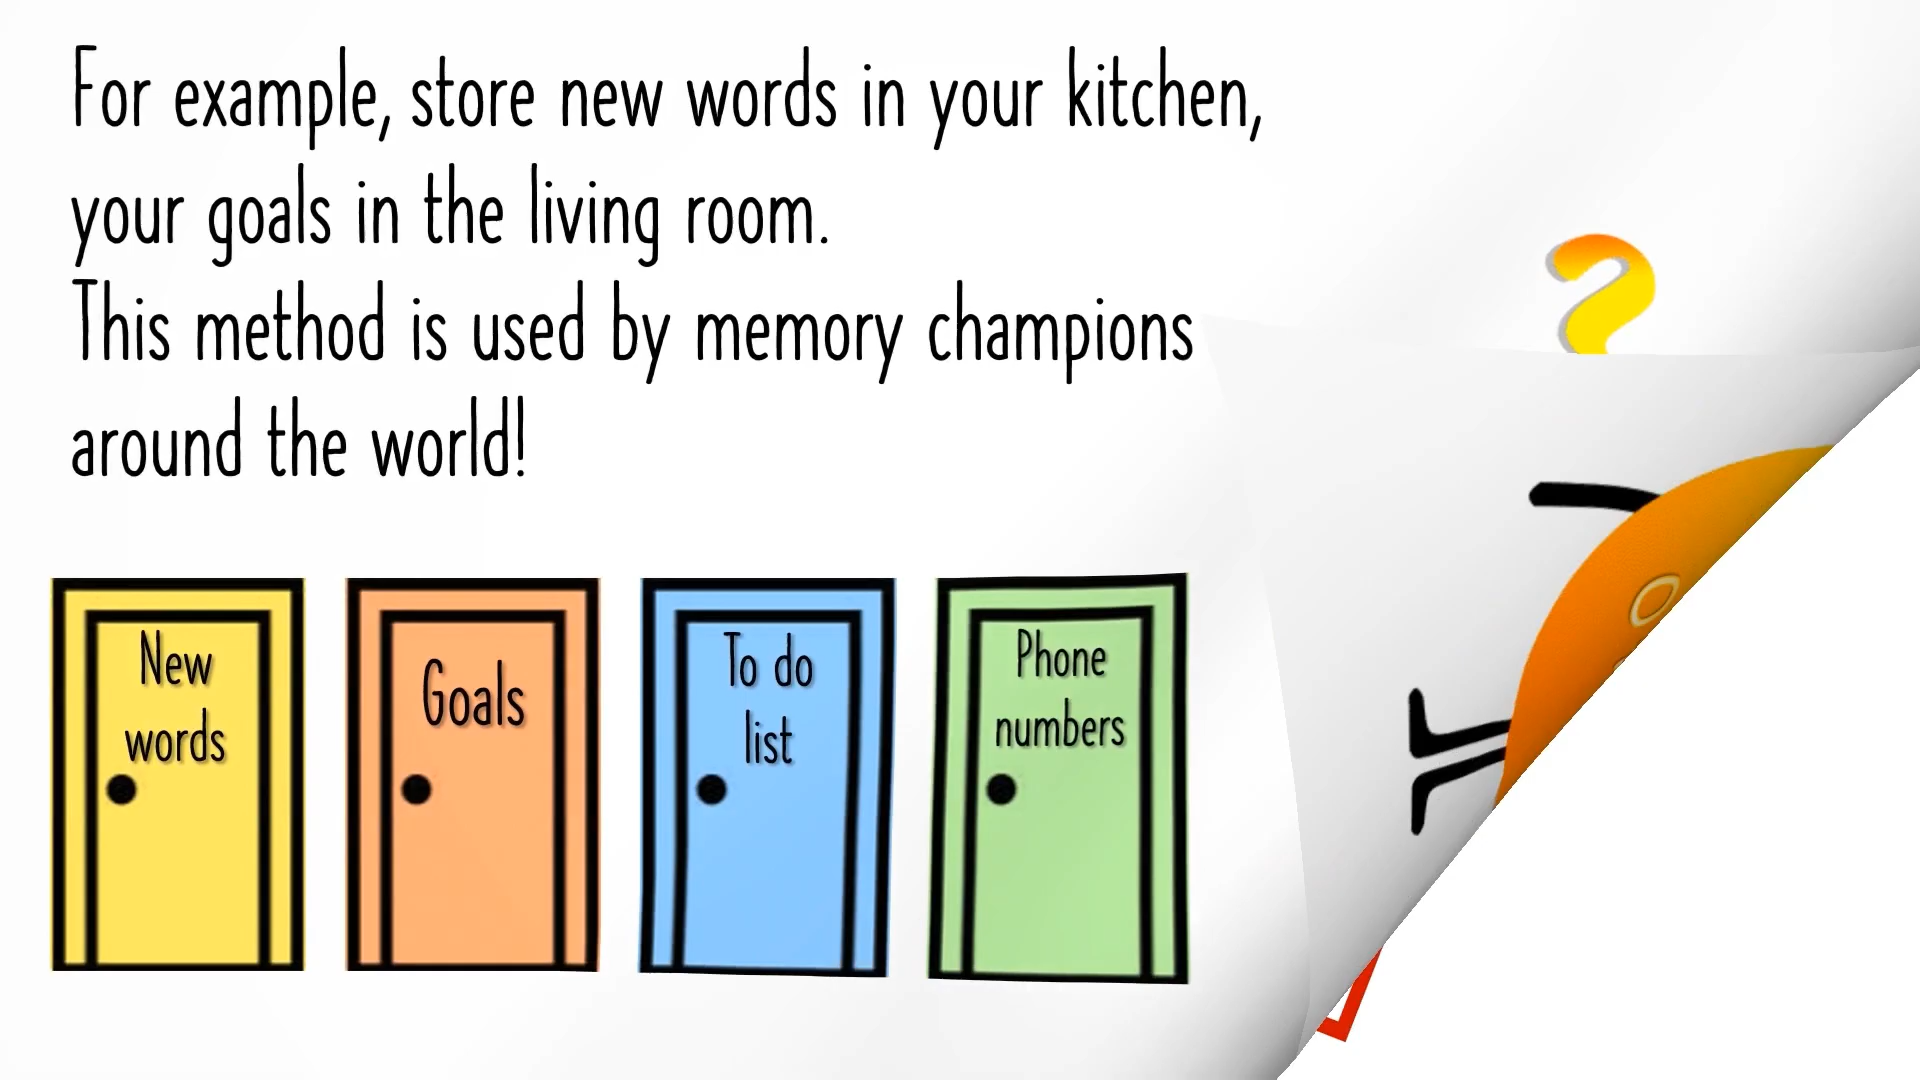 For example, store new words in your kitchen,
your goals in the living room.
This method is used by memory champions
around the world!
New
words
Goals
To do
list
Phone
numbers
?